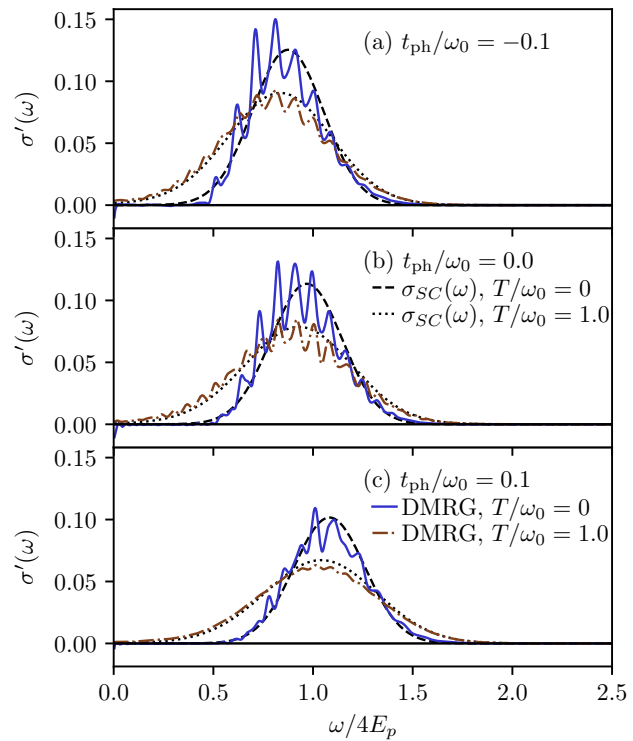 0.15
(a) t_ph/ω_0 = −0.1
0.10
σ′(ω)
0.05
0.00
0.15
(b) t_ph/ω_0 = 0.0
σ_SC(ω), T/ω_0 = 0
0.10
σ_SC(ω), T/ω_0 = 1.0
σ′(ω)
0.05
0.00
0.15
(c) t_ph/ω_0 = 0.1
DMRG, T/ω_0 = 0
0.10
DMRG, T/ω_0 = 1.0
σ′(ω)
0.05
0.00
0.0 0.5 1.0 1.5 2.0 2.5
ω/4E_p